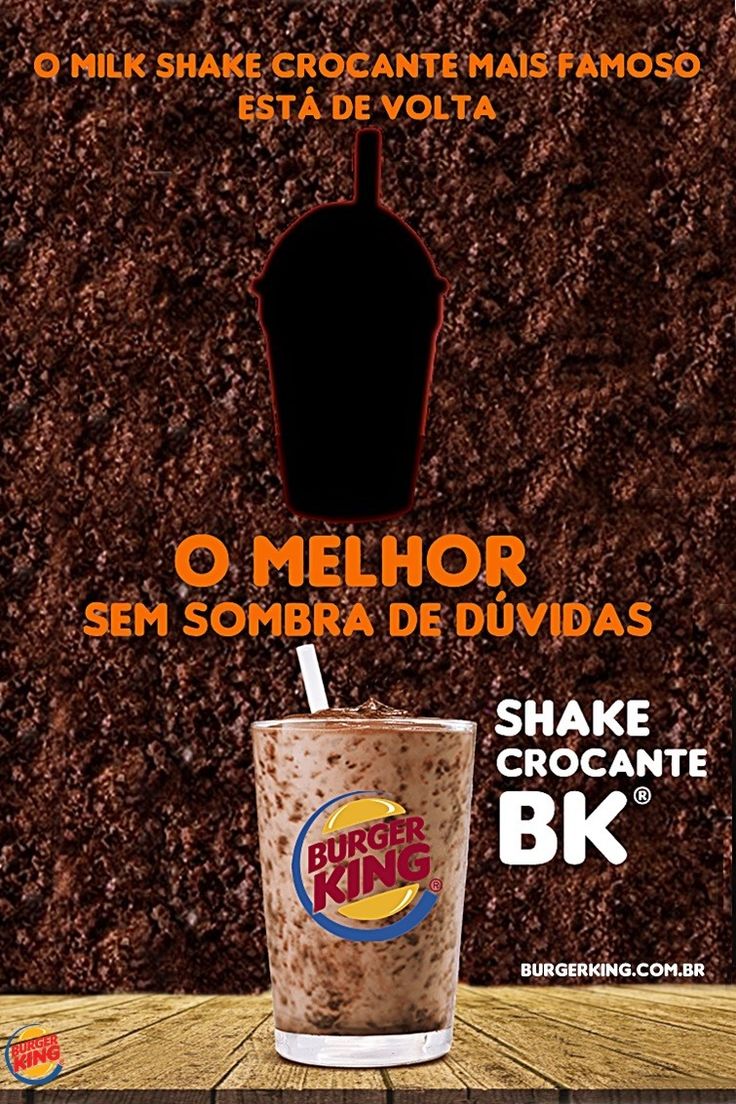 O MILK SHAKE CROCANTE MAIS FAMOSO
ESTÁ DE VOLTA
O MELHOR
SEM SOMBRA DE DÚVIDAS
SHAKE
CROCANTE
BK®
BURGER
KING®
BURGERKING.COM.BR
BURGER
KING